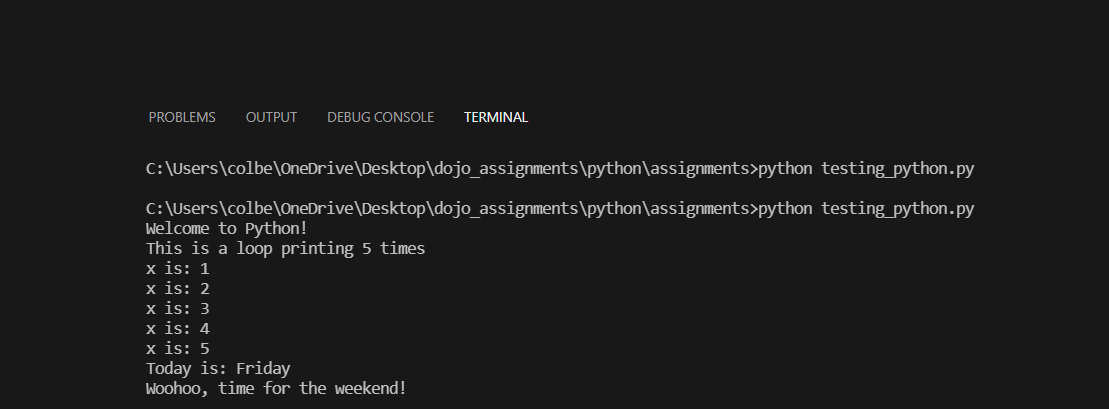 PROBLEMS OUTPUT DEBUG CONSOLE TERMINAL
C:\Users\colbe\OneDrive\Desktop\dojo_assignments\python\assignments>python testing_python.py
C:\Users\colbe\OneDrive\Desktop\dojo_assignments\python\assignments>python testing_python.py
Welcome to Python!
This is a loop printing 5 times
x is: 1
x is: 2
x is: 3
x is: 4
x is: 5
Today is: Friday
Woohoo, time for the weekend!